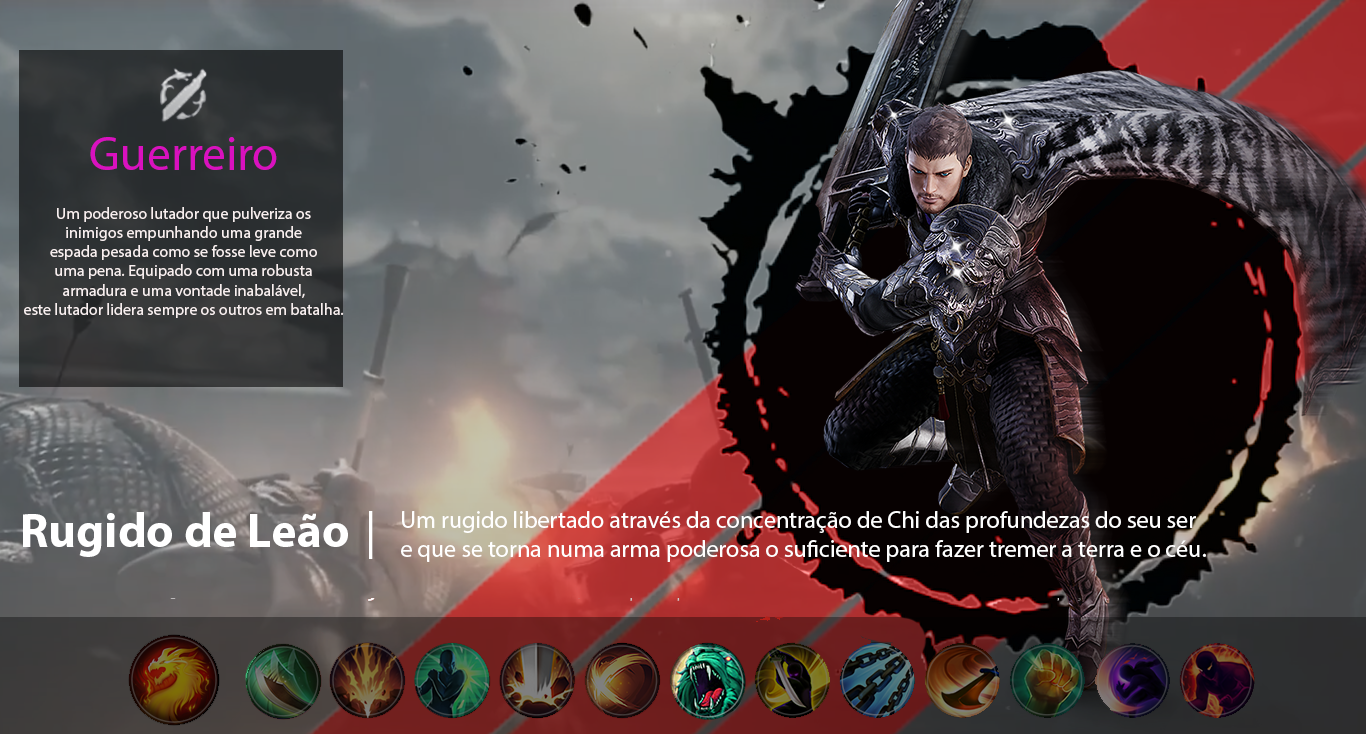 Guerreiro
Um poderoso lutador que pulveriza os
inimigos empunhando uma grande
espada pesada como se fosse leve como
uma pena. Equipado com uma robusta
armadura e uma vontade inabalável,
este lutador lidera sempre os outros em batalha.
Rugido de Leão
Um rugido libertado através da concentração de Chi das profundezas do seu ser
e que se torna numa arma poderosa o suficiente para fazer tremer a terra e o céu.